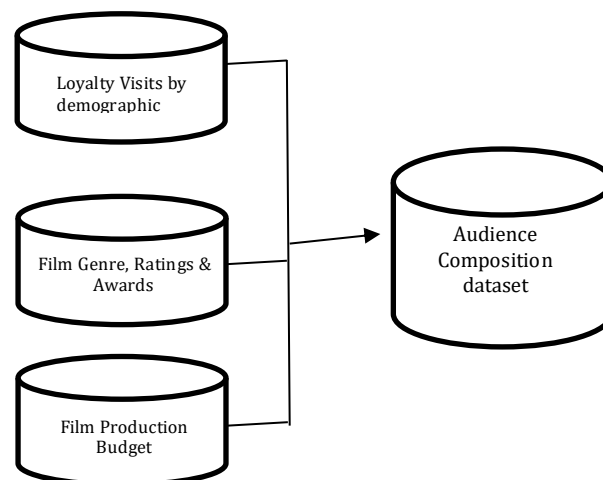 Loyalty Visits by
demographic
Film Genre, Ratings &
Awards
Film Production
Budget
Audience
Composition
dataset